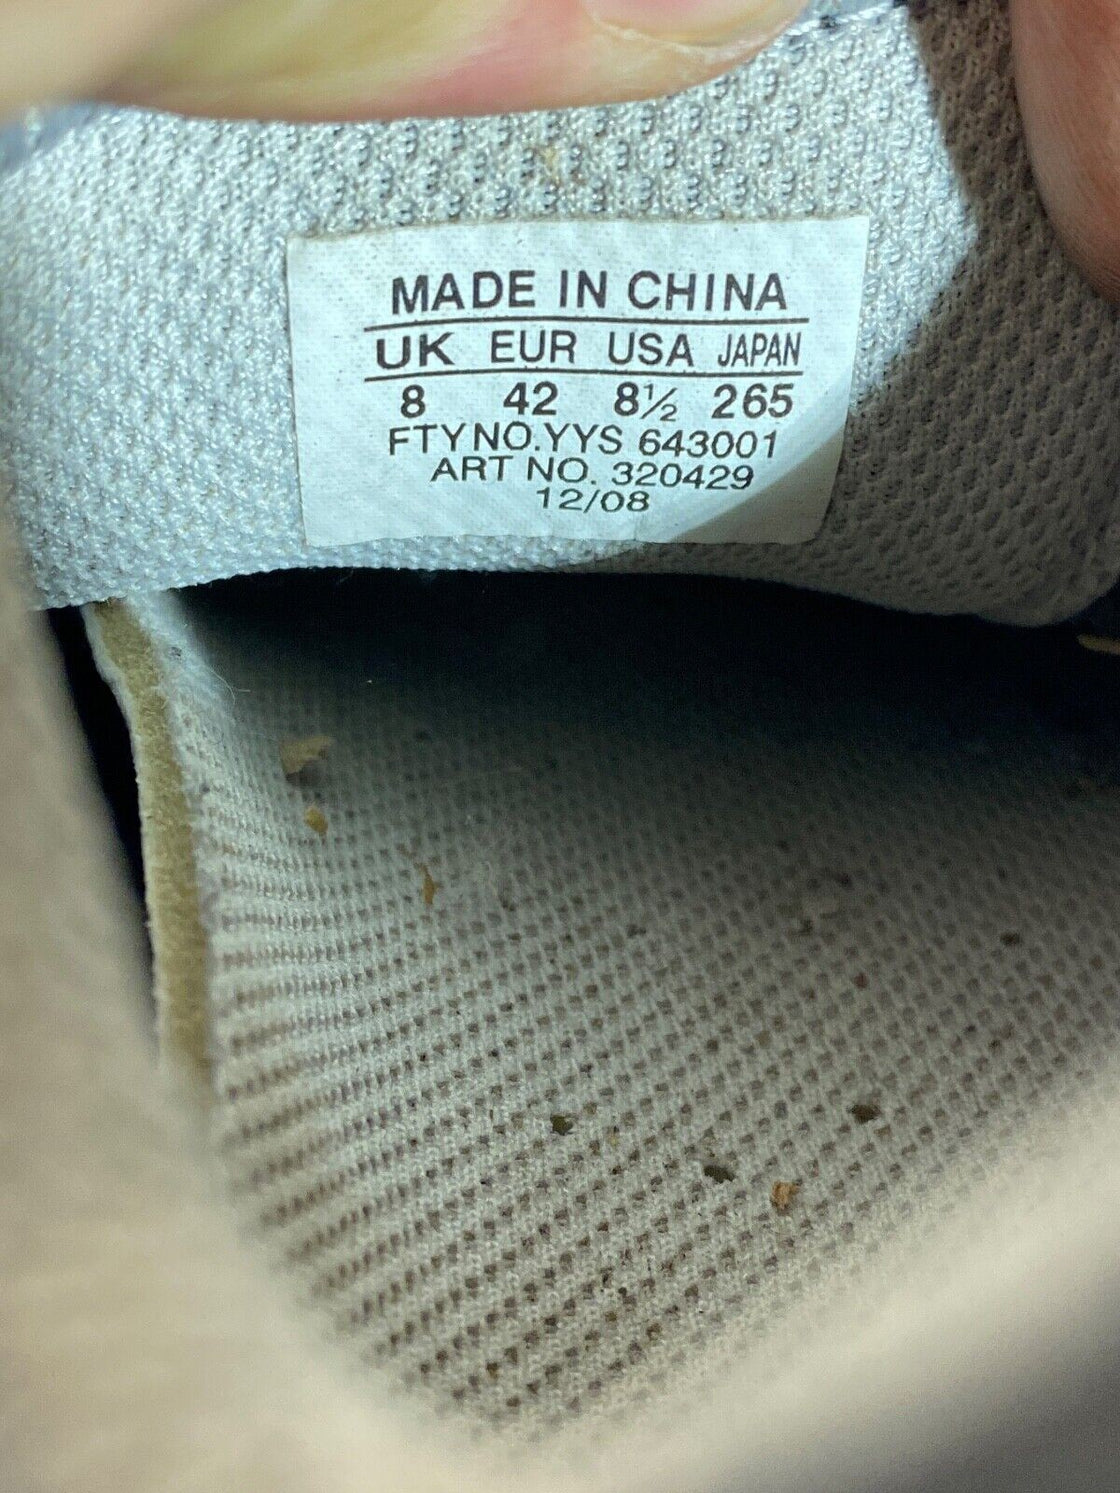 MADE IN CHINA
UK EUR USA JAPAN
8 42 8½ 265
FTY NO.YYS 643001
ART NO. 320429
12/08